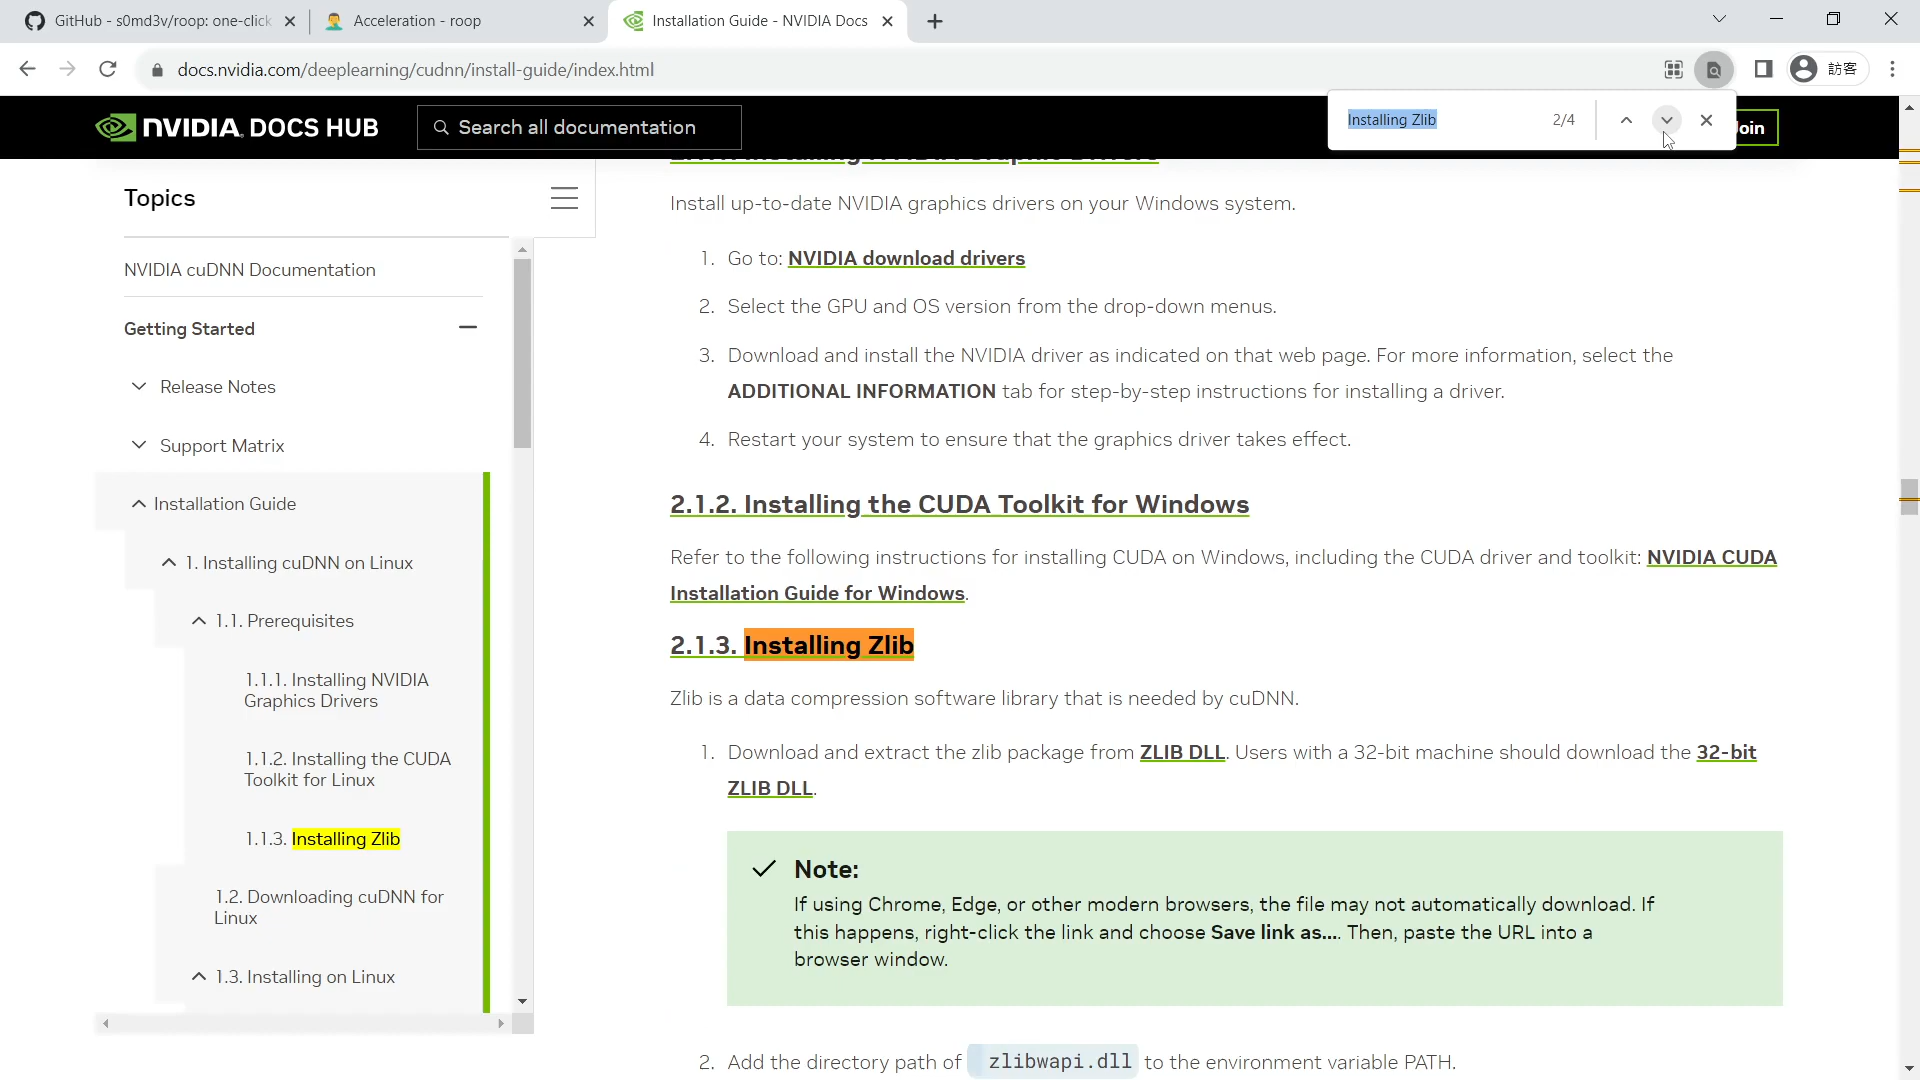 GitHub - s0md3v/roop: one-click
Acceleration - roop
Installation Guide - NVIDIA Docs
docs.nvidia.com/deeplearning/cudnn/install-guide/index.html
訪客
NVIDIA. DOCS HUB
Search all documentation
Installing Zlib
2/4
Join
Topics
NVIDIA cuDNN Documentation
Getting Started
Release Notes
Support Matrix
Installation Guide
1. Installing cuDNN on Linux
1.1. Prerequisites
1.1.1. Installing NVIDIA
Graphics Drivers
1.1.2. Installing the CUDA
Toolkit for Linux
1.1.3. Installing Zlib
1.2. Downloading cuDNN for
Linux
1.3. Installing on Linux
Install up-to-date NVIDIA graphics drivers on your Windows system.
1. Go to: NVIDIA download drivers
2. Select the GPU and OS version from the drop-down menus.
3. Download and install the NVIDIA driver as indicated on that web page. For more information, select the
ADDITIONAL INFORMATION tab for step-by-step instructions for installing a driver.
4. Restart your system to ensure that the graphics driver takes effect.
2.1.2. Installing the CUDA Toolkit for Windows
Refer to the following instructions for installing CUDA on Windows, including the CUDA driver and toolkit: NVIDIA CUDA
Installation Guide for Windows.
2.1.3. Installing Zlib
Zlib is a data compression software library that is needed by cuDNN.
1. Download and extract the zlib package from ZLIB DLL. Users with a 32-bit machine should download the 32-bit
ZLIB DLL.
Note:
If using Chrome, Edge, or other modern browsers, the file may not automatically download. If
this happens, right-click the link and choose Save link as.... Then, paste the URL into a
browser window.
2. Add the directory path of zlibwapi.dll to the environment variable PATH.